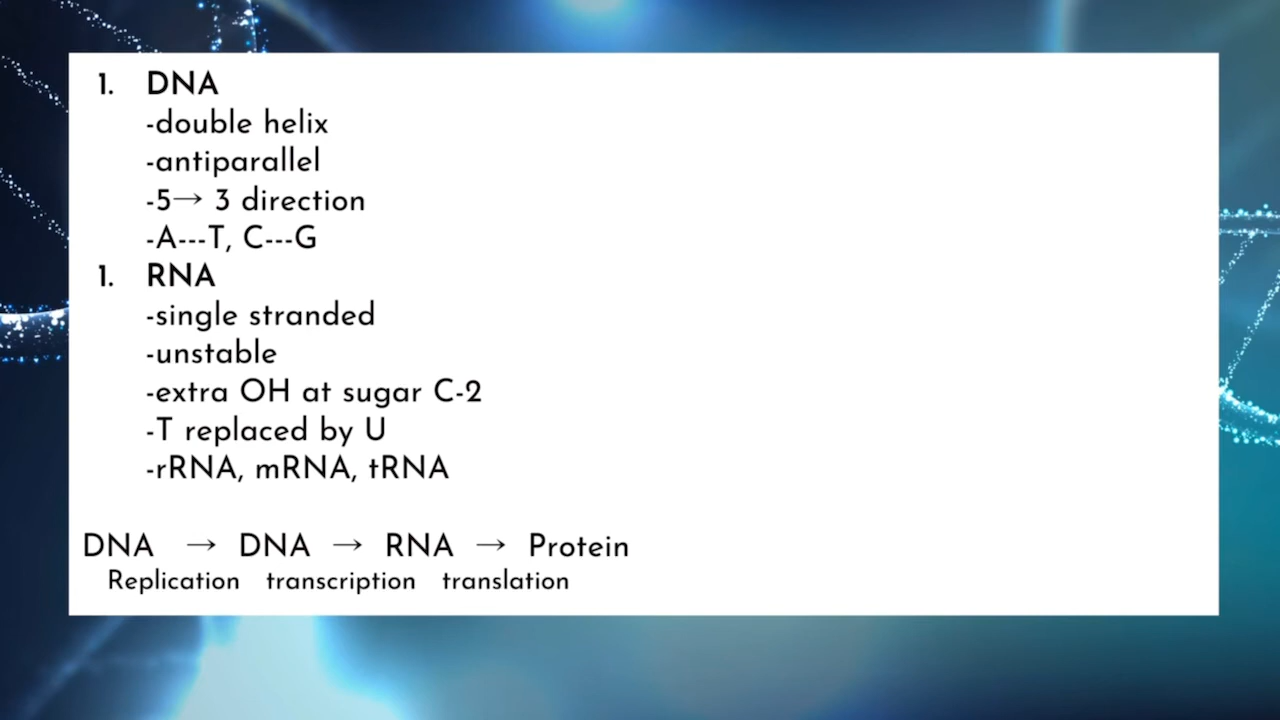 1. DNA
-double helix
-antiparallel
-5→ 3 direction
-A---T, C---G
1. RNA
-single stranded
-unstable
-extra OH at sugar C-2
-T replaced by U
-rRNA, mRNA, tRNA
DNA → DNA → RNA → Protein
Replication transcription translation